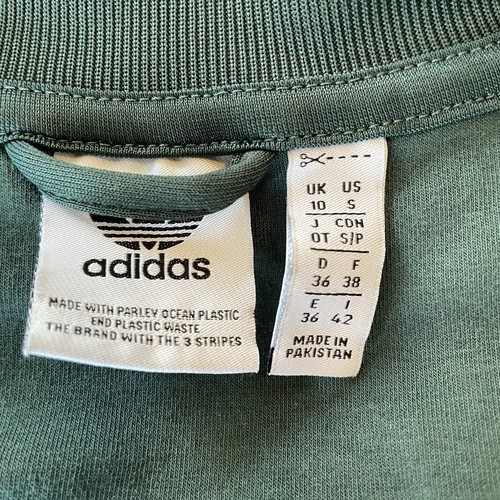 adidas
MADE WITH PARLEY OCEAN PLASTIC
END PLASTIC WASTE
THE BRAND WITH THE 3 STRIPES
UK US
10 S
J CDN
OT S/P
D F
36 38
E I
36 42
MADE IN
PAKISTAN